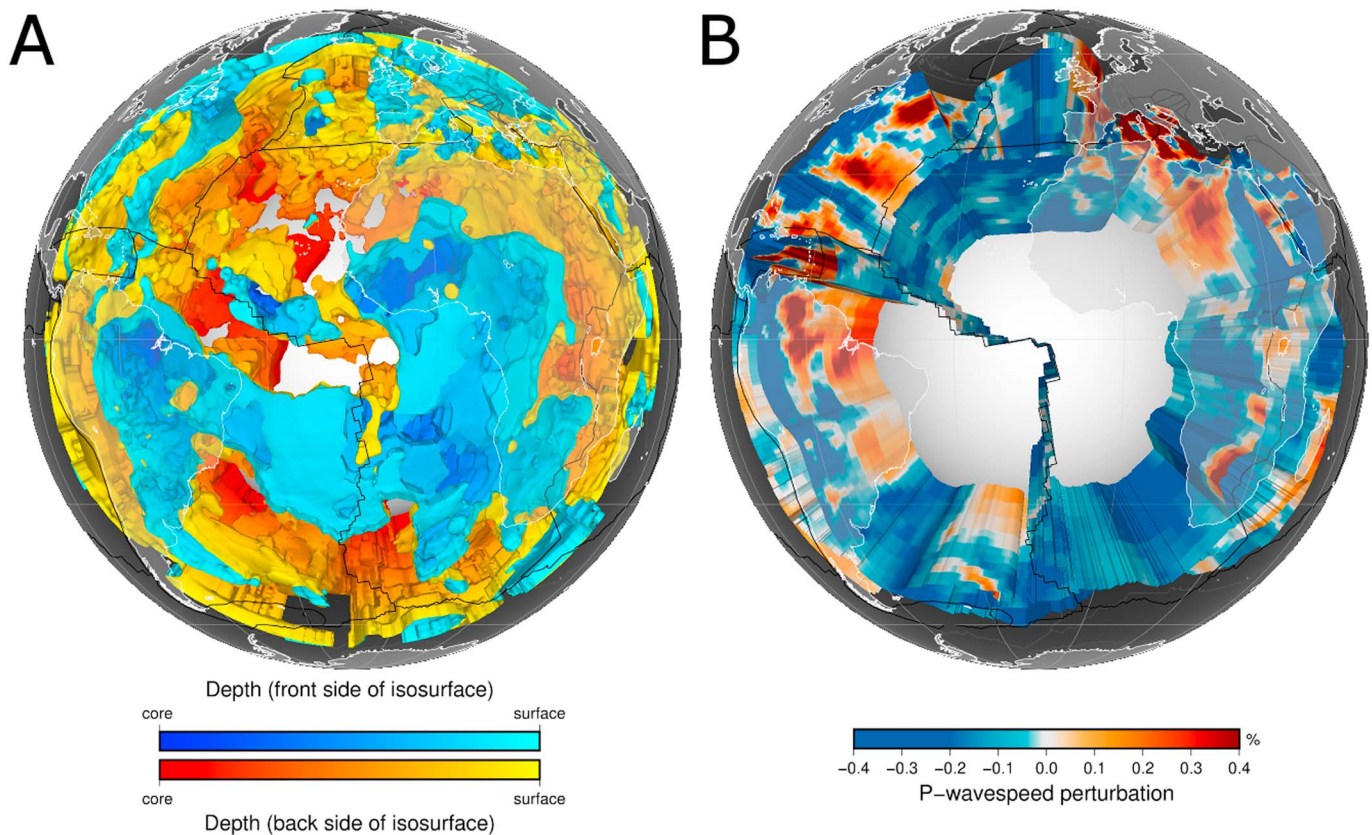 A
B
Depth (front side of isosurface)
core surface
core surface
Depth (back side of isosurface)
%
−0.4 −0.3 −0.2 −0.1 0.0 0.1 0.2 0.3 0.4
P−wavespeed perturbation